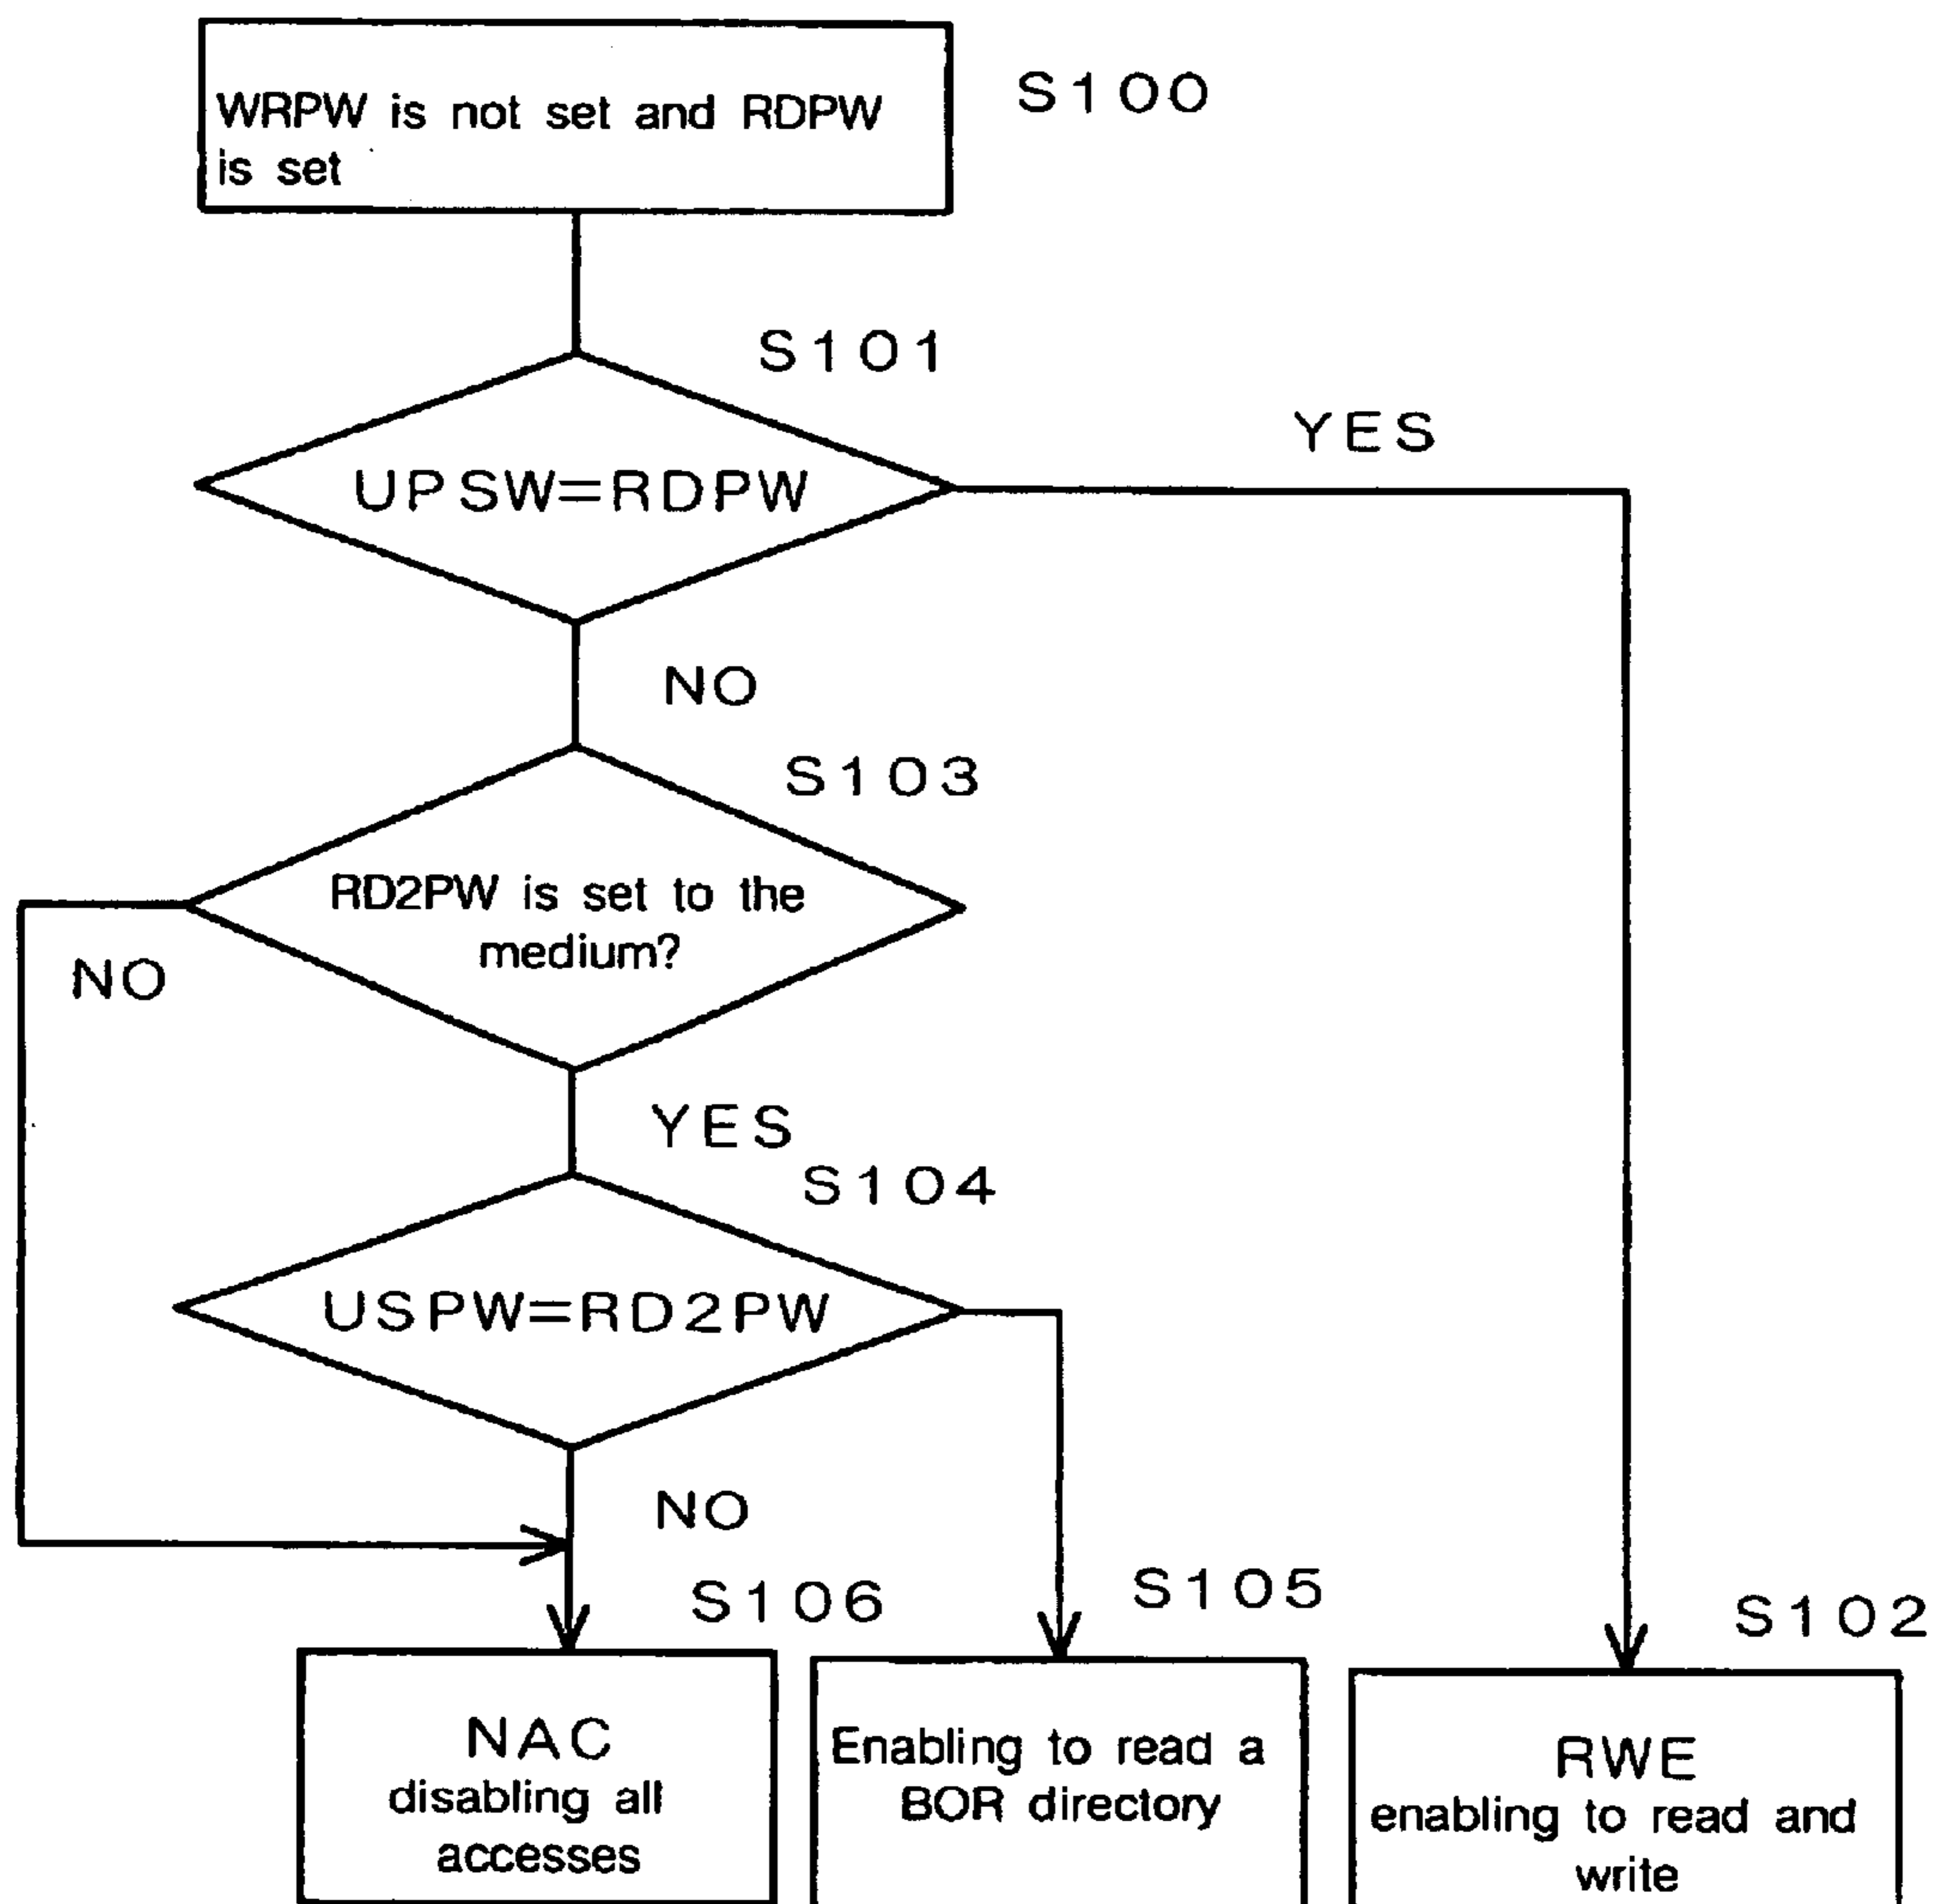 WRPW is not set and RDPW
is set
S100
S101
YES
UPSW=RDPW
NO
S103
RD2PW is set to the
medium?
NO
YES
S104
USPW=RD2PW
NO
S106
S105
S102
NAC
disabling all
accesses
Enabling to read a
BOR directory
RWE
enabling to read and
write